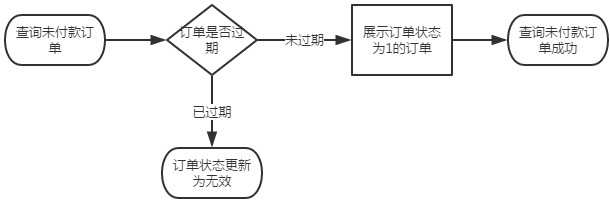 查询未付款订
单
订单是否过
期
未过期
展示订单状态
为1的订单
查询未付款订
单成功
已过期
订单状态更新
为无效